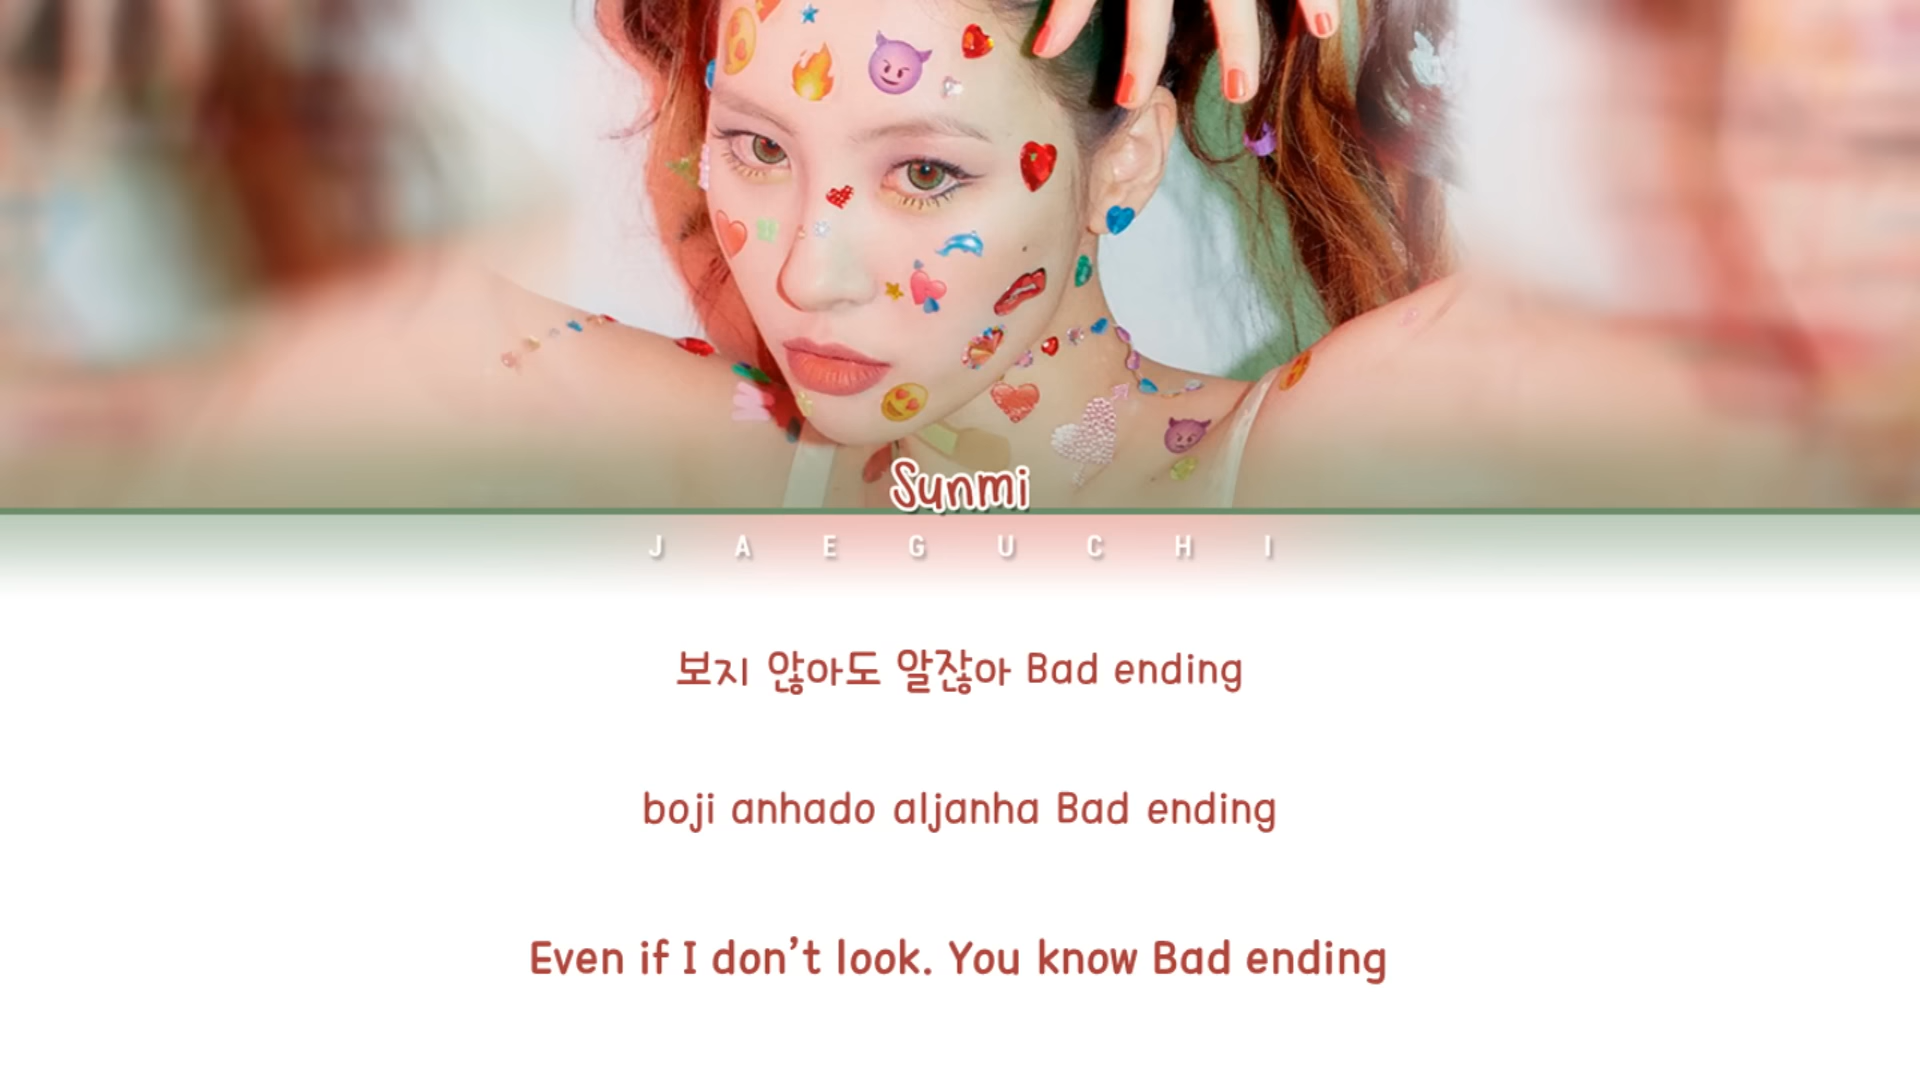 Sunmi
JAEGUCHI
보지 않아도 알잖아 Bad ending
boji anhado aljanha Bad ending
Even if I don't look. You know Bad ending